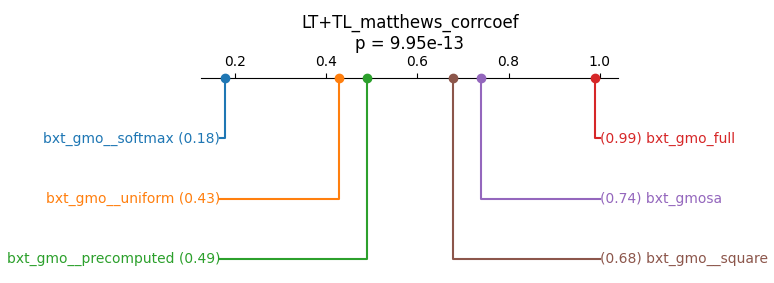 LT+TL_matthews_corrcoef
p = 9.95e-13
0.2 0.4 0.6 0.8 1.0
bxt_gmo__softmax (0.18) (0.99) bxt_gmo_full
bxt_gmo__uniform (0.43) (0.74) bxt_gmosa
bxt_gmo__precomputed (0.49) (0.68) bxt_gmo__square